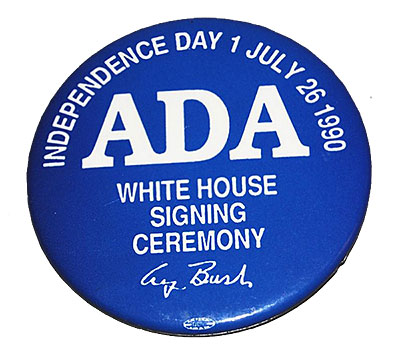 INDEPENDENCE DAY 1 JULY 26 1990
ADA
WHITE HOUSE
SIGNING
CEREMONY